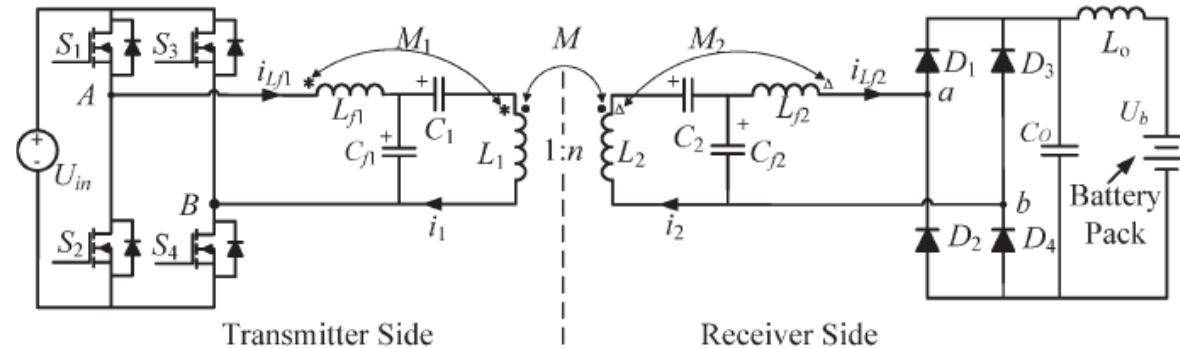 S1 S3 M1 M M2 Lo
iLf1 iLf2 D1 D3
A * + * + a
Lf1 C1 C2 Lf2 Ub
+ Cf1 + L1 1:n L2 + Cf2 CO
Uin
-
B i1 i2 b Battery
Pack
S2 S4 D2 D4
Transmitter Side Receiver Side